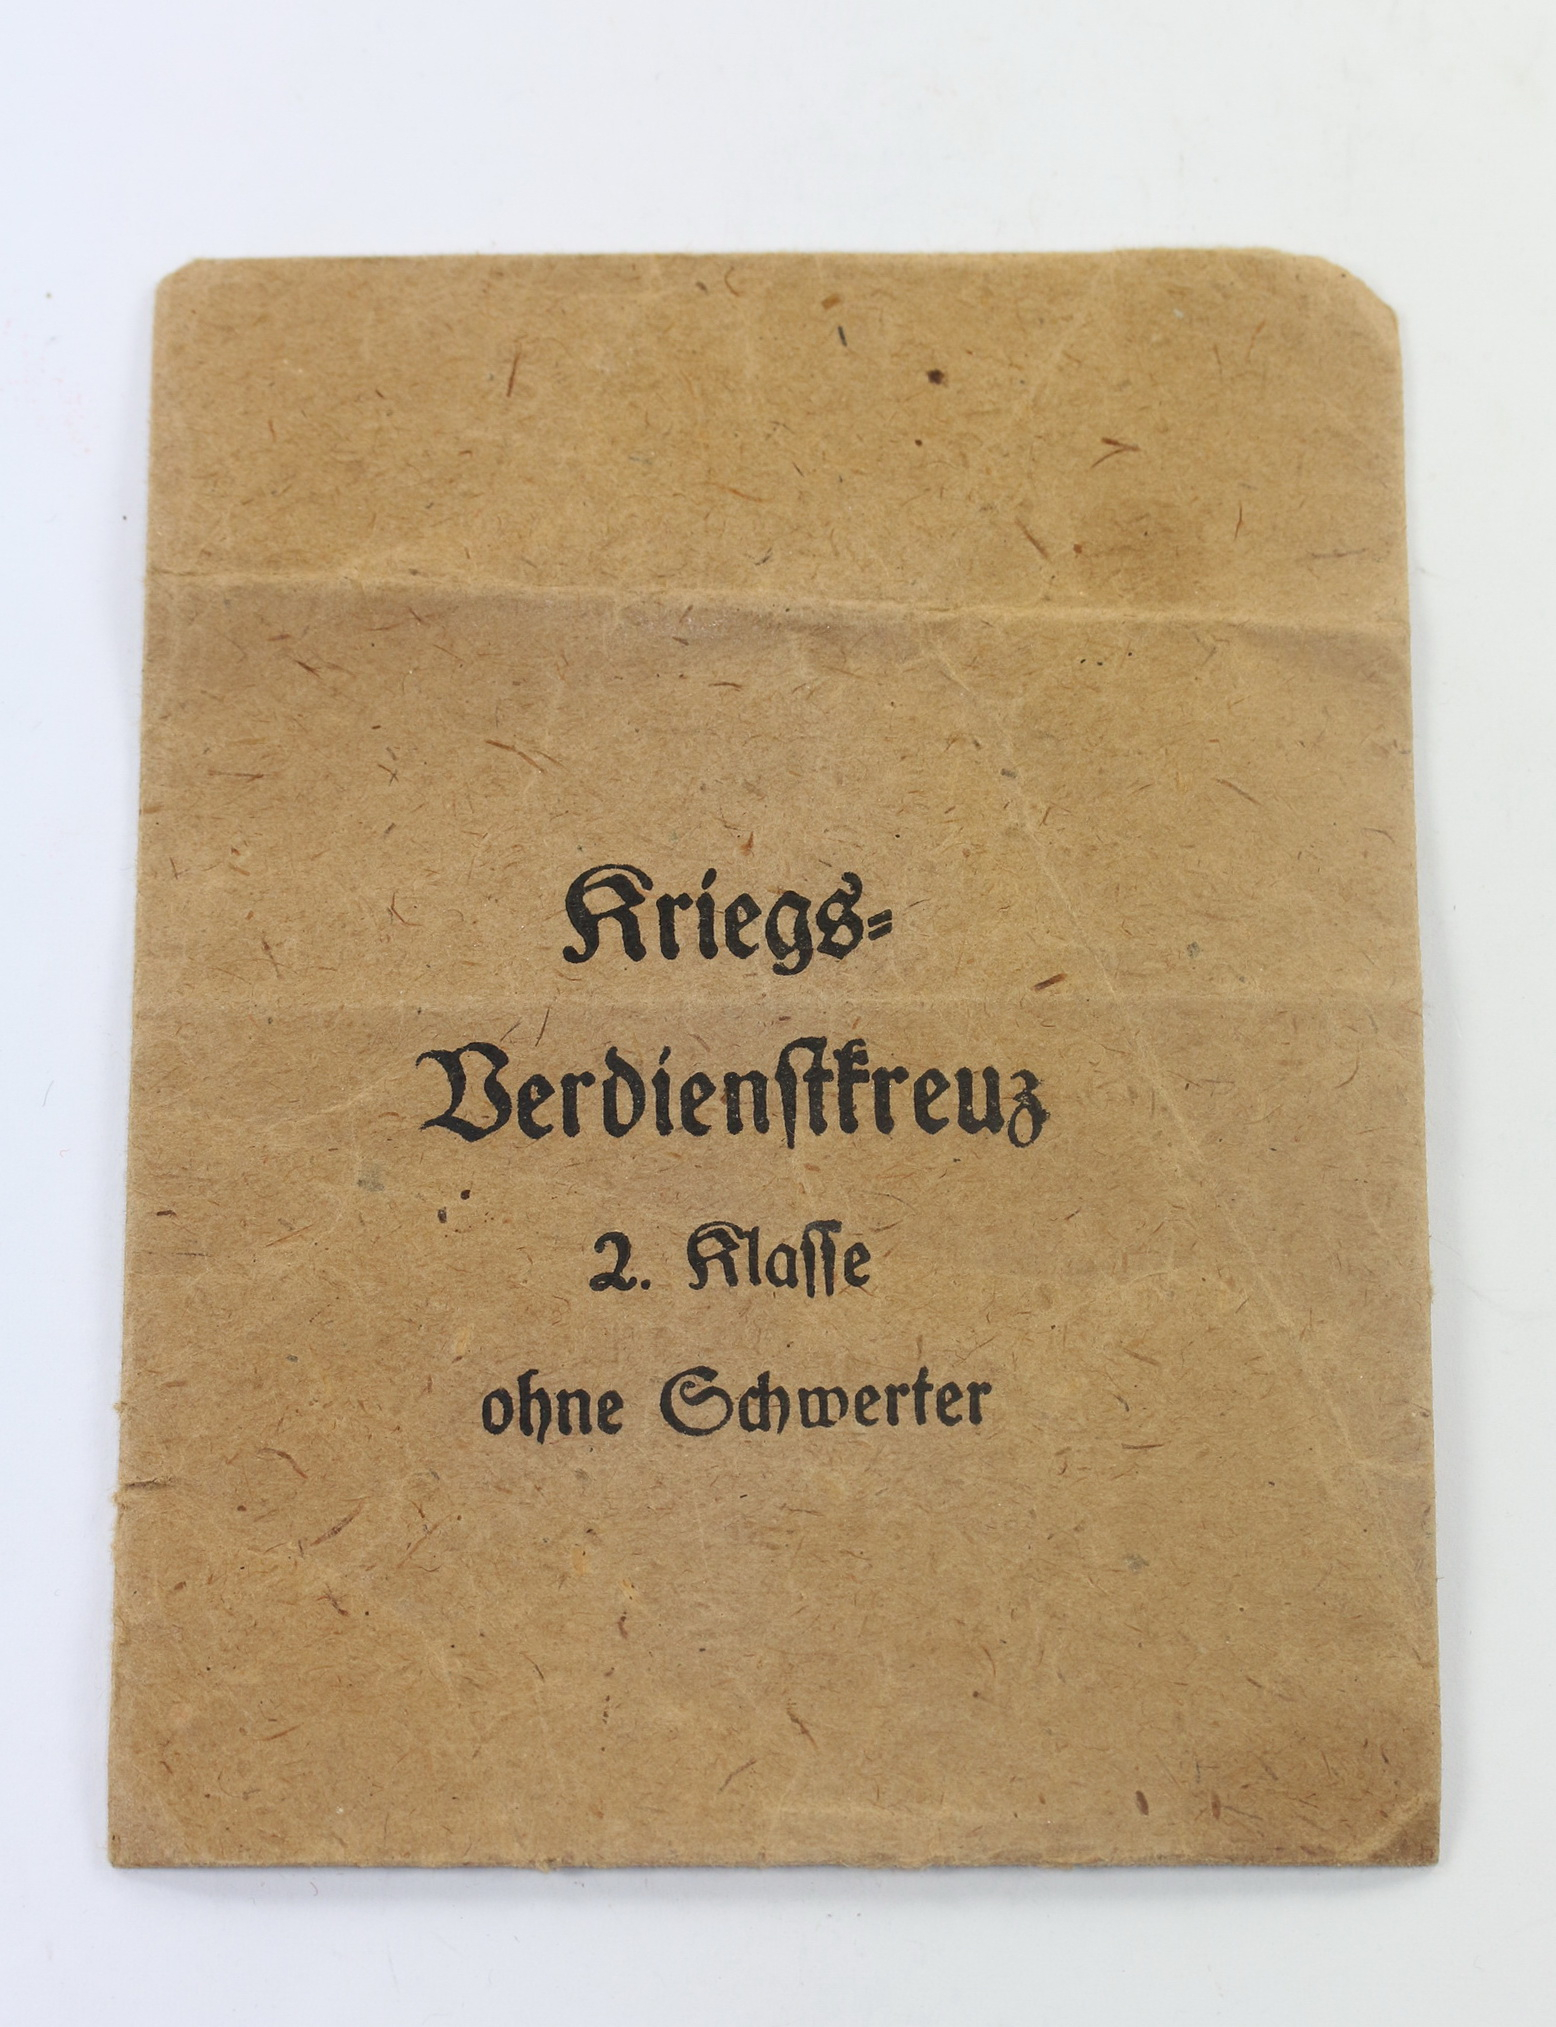 Kriegs=
Verdienstkreuz
2. Klasse
ohne Schwerter